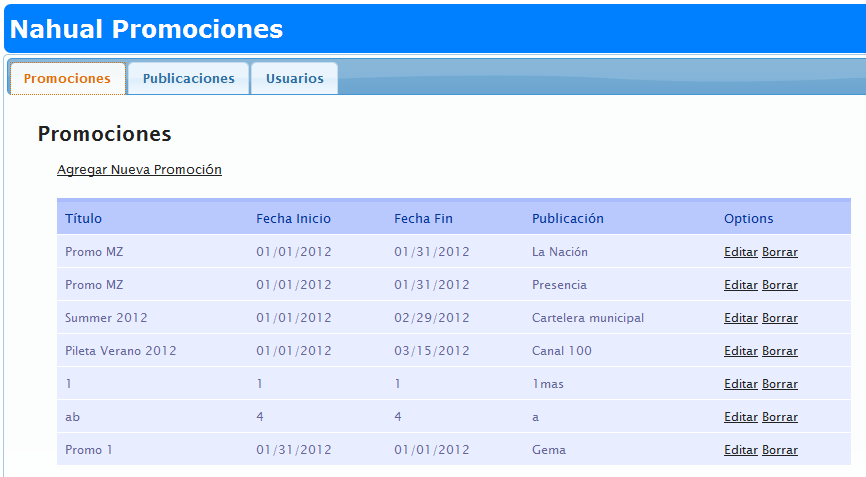 Nahual Promociones
Promociones Publicaciones Usuarios
Promociones
Agregar Nueva Promoción
Título Fecha Inicio Fecha Fin Publicación Options
Promo MZ 01/01/2012 01/31/2012 La Nación Editar Borrar
Promo MZ 01/01/2012 01/31/2012 Presencia Editar Borrar
Summer 2012 01/01/2012 02/29/2012 Cartelera municipal Editar Borrar
Pileta Verano 2012 01/01/2012 03/15/2012 Canal 100 Editar Borrar
1 1 1 1mas Editar Borrar
ab 4 4 a Editar Borrar
Promo 1 01/31/2012 01/01/2012 Gema Editar Borrar